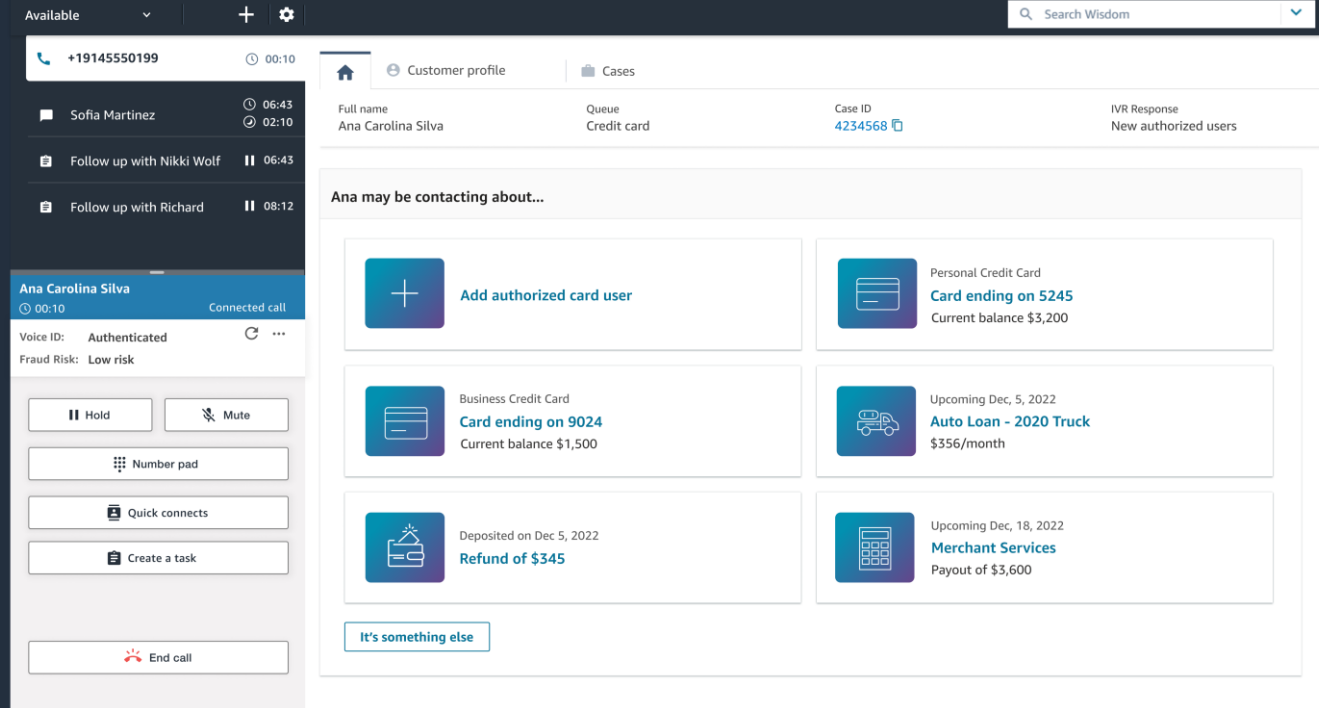 Available
Search Wisdom
+19145550199
00:10
Sofia Martinez
06:43
02:10
Follow up with Nikki Wolf
06:43
Follow up with Richard
08:12
Ana Carolina Silva
00:10
Connected call
Voice ID: Authenticated
Fraud Risk: Low risk
Hold
Mute
Number pad
Quick connects
Create a task
End call
Customer profile
Cases
Full name
Ana Carolina Silva
Queue
Credit card
Case ID
4234568
IVR Response
New authorized users
Ana may be contacting about...
Add authorized card user
Personal Credit Card
Card ending on 5245
Current balance $3,200
Business Credit Card
Card ending on 9024
Current balance $1,500
Upcoming Dec, 5, 2022
Auto Loan - 2020 Truck
$356/month
Deposited on Dec 5, 2022
Refund of $345
Upcoming Dec, 18, 2022
Merchant Services
Payout of $3,600
It's something else